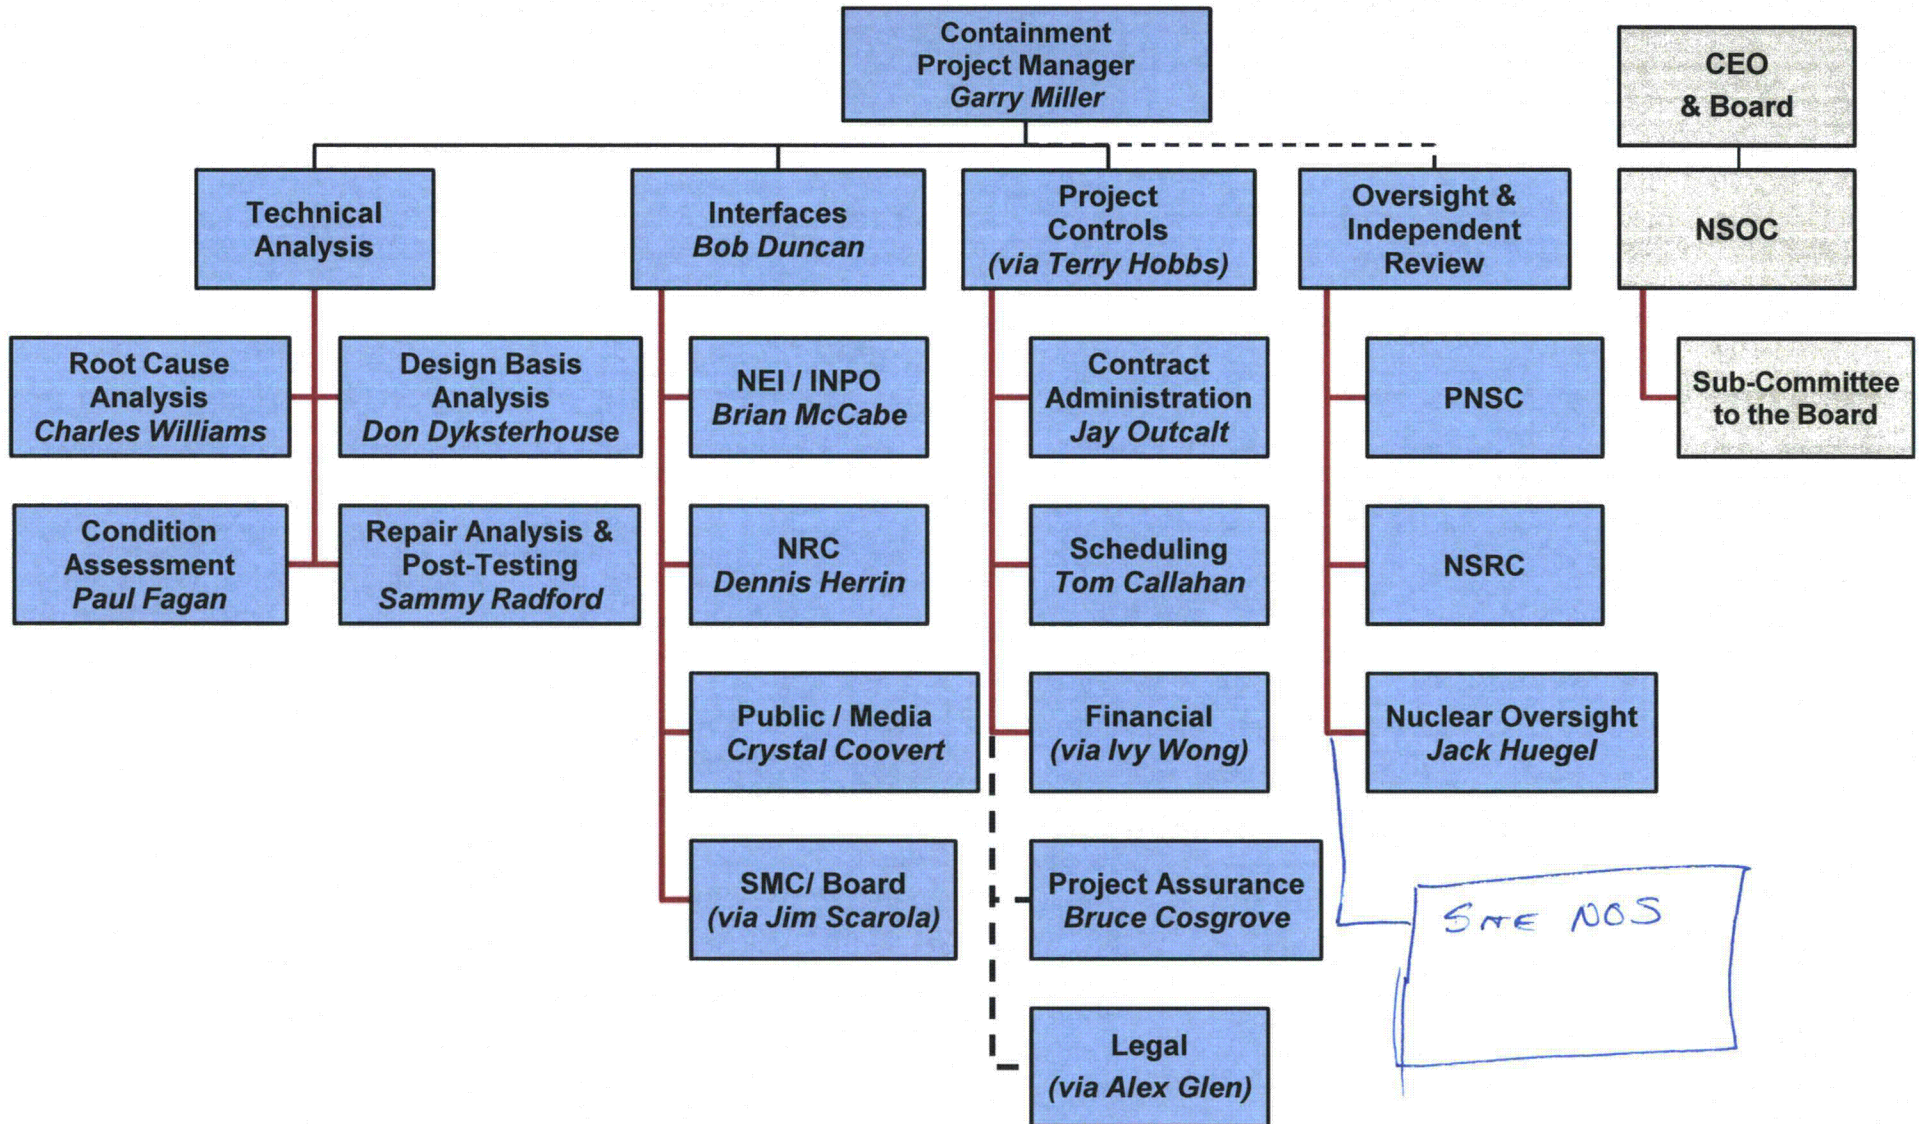 Containment
Project Manager
Garry Miller
CEO
& Board
Technical
Analysis
Interfaces
Bob Duncan
Project
Controls
(via Terry Hobbs)
Oversight &
Independent
Review
NSOC
Root Cause
Analysis
Charles Williams
Design Basis
Analysis
Don Dyksterhouse
NEI / INPO
Brian McCabe
Contract
Administration
Jay Outcalt
PNSC
Sub-Committee
to the Board
Condition
Assessment
Paul Fagan
Repair Analysis &
Post-Testing
Sammy Radford
NRC
Dennis Herrin
Scheduling
Tom Callahan
NSRC
Public / Media
Crystal Coovert
Financial
(via Ivy Wong)
Nuclear Oversight
Jack Huegel
SMC/ Board
(via Jim Scarola)
Project Assurance
Bruce Cosgrove
SITE NOS
Legal
(via Alex Glen)